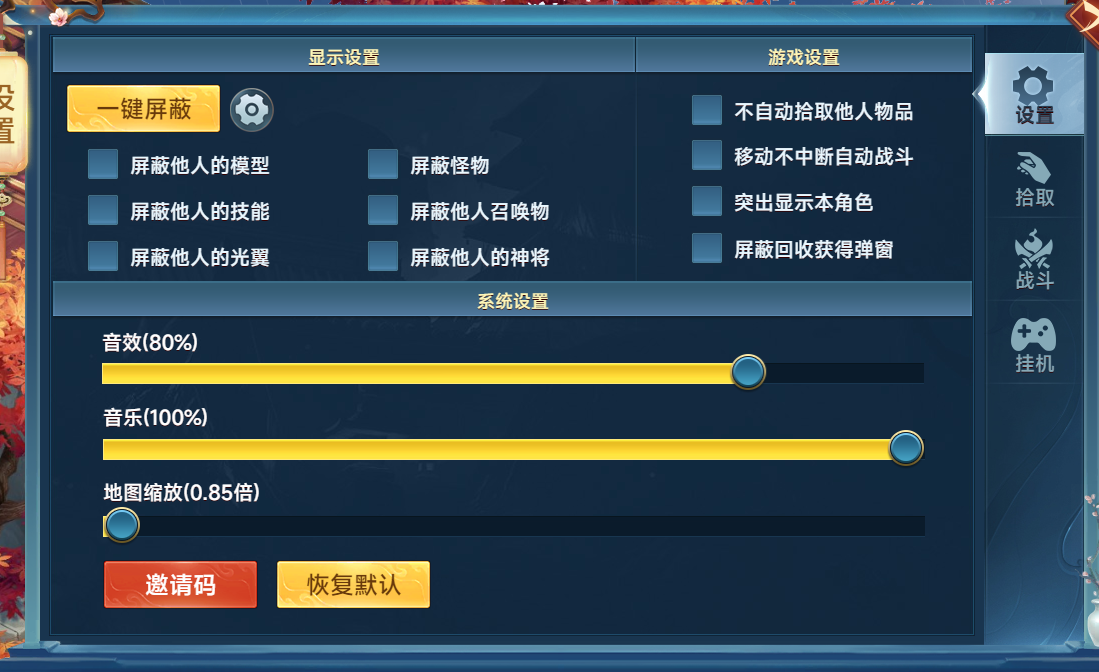 显示设置
游戏设置
一键屏蔽
屏蔽他人的模型
屏蔽怪物
屏蔽他人的技能
屏蔽他人召唤物
屏蔽他人的光翼
屏蔽他人的神将
不自动拾取他人物品
移动不中断自动战斗
突出显示本角色
屏蔽回收获得弹窗
系统设置
音效(80%)
音乐(100%)
地图缩放(0.85倍)
邀请码
恢复默认
设置
拾取
战斗
挂机
设置